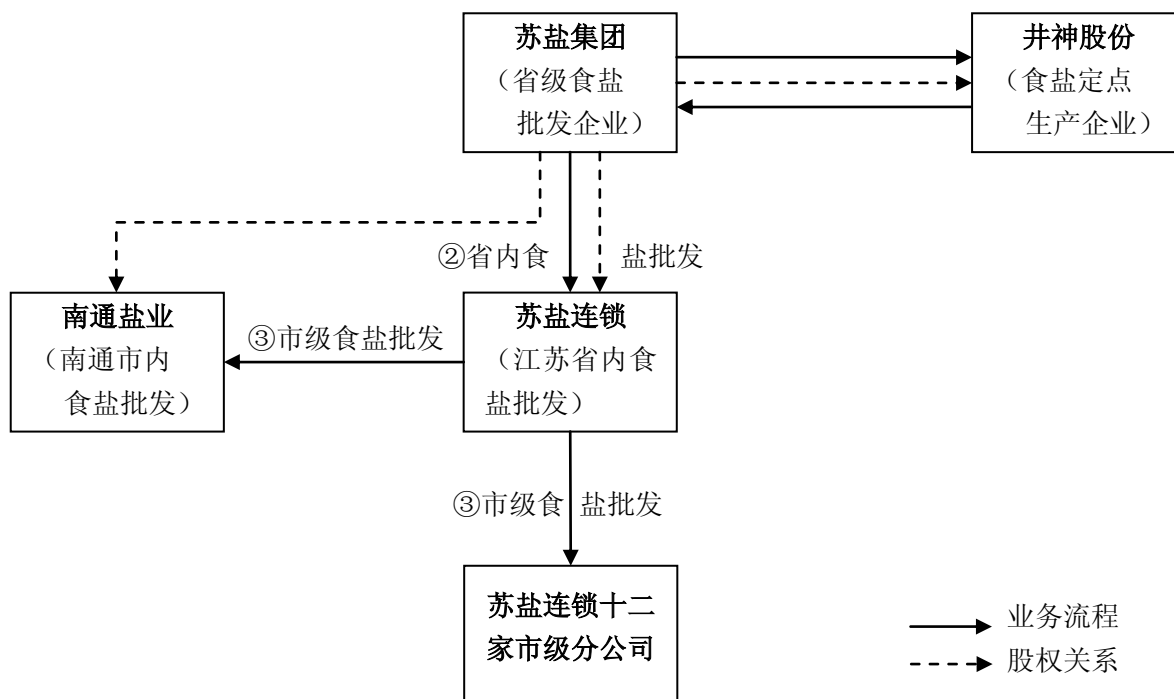 苏盐集团
（省级食盐
批发企业）
井神股份
（食盐定点
生产企业）
②省内食 盐批发
南通盐业
（南通市内
食盐批发）
③市级食盐批发
苏盐连锁
（江苏省内食
盐批发）
③市级食 盐批发
苏盐连锁十二
家市级分公司
业务流程
股权关系